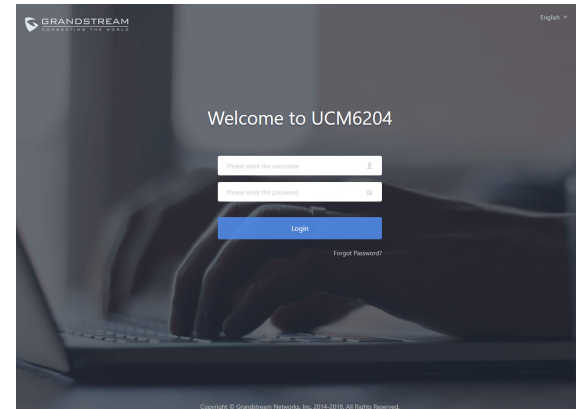 GRANDSTREAM
CONNECTING THE WORLD
English
Welcome to UCM6204
Please enter the username
Please enter the password
Login
Forgot Password?
Copyright © Grandstream Networks, Inc. 2014-2018. All Rights Reserved.